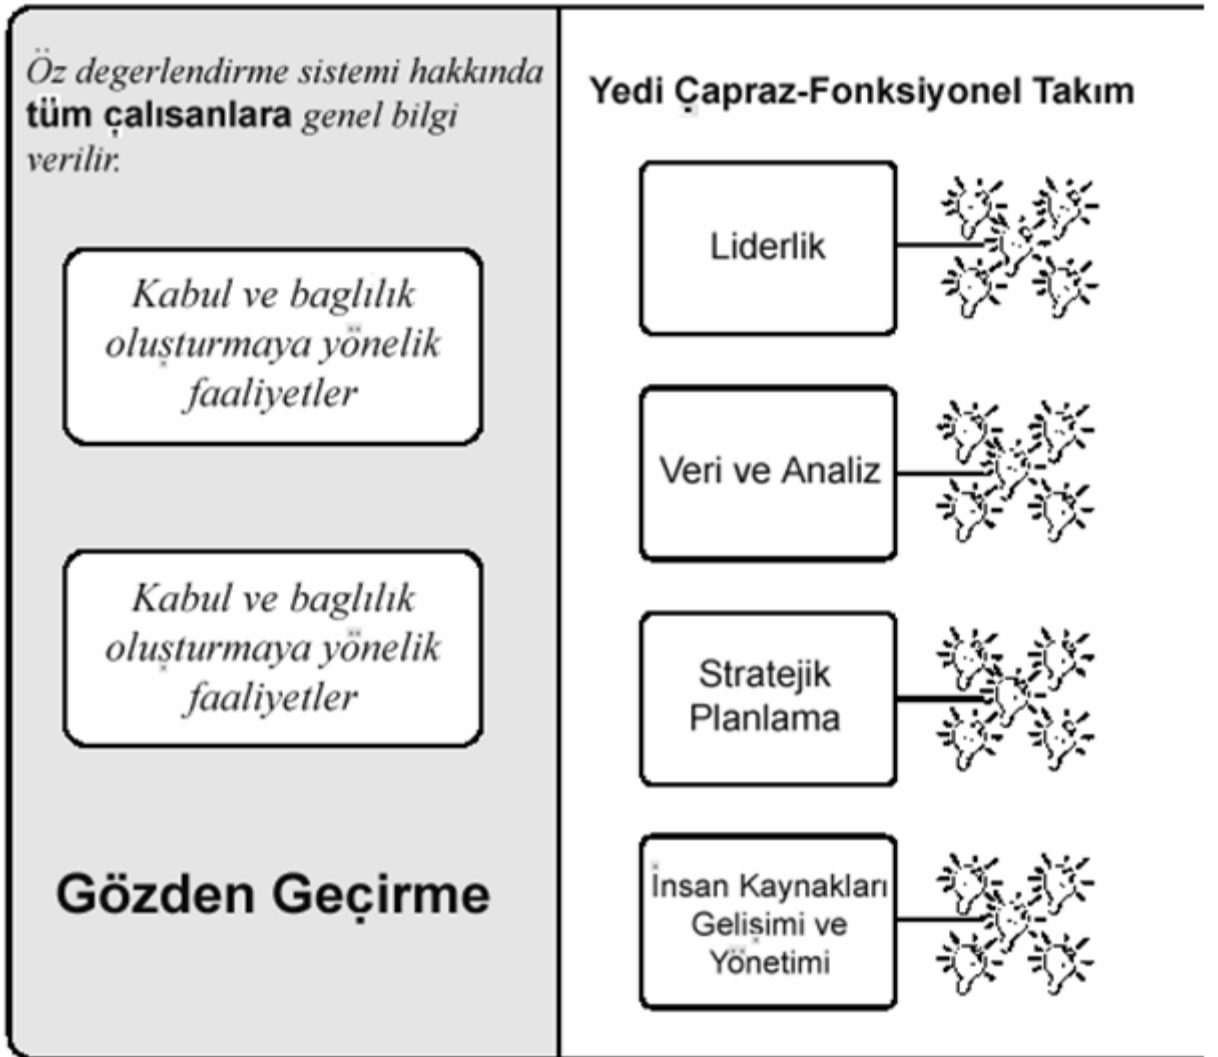 Öz degerlendirme sistemi hakkında
tüm çalısanlara genel bilgi
verilir.
Kabul ve baglılık
oluşturmaya yönelik
faaliyetler
Kabul ve baglılık
oluşturmaya yönelik
faaliyetler
Gözden Geçirme
Yedi Çapraz-Fonksiyonel Takım
Liderlik
Veri ve Analiz
Stratejik
Planlama
İnsan Kaynakları
Gelişimi ve
Yönetimi